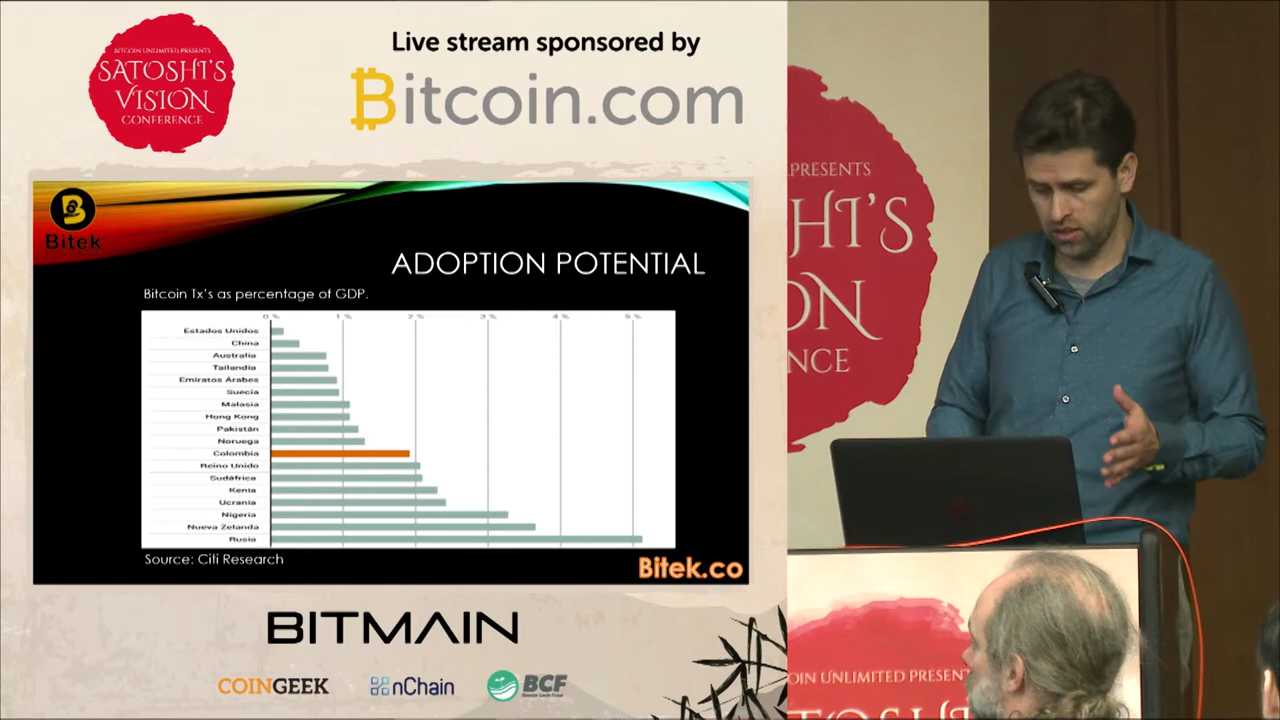 BITCOIN UNLIMITED PRESENTS
SATOSHI'S
VISION
CONFERENCE
Live stream sponsored by
Bitcoin.com
Bitek
ADOPTION POTENTIAL
Bitcoin Tx's as percentage of GDP.
0 % 1 % 2 % 3 % 4 % 5 %
Estados Unidos
China
Australia
Tailandia
Emiratos Árabes
Suecia
Malasia
Hong Kong
Pakistán
Noruega
Colombia
Reino Unido
Sudáfrica
Kenia
Ucrania
Nigeria
Nueva Zelanda
Rusia
Source: Citi Research
Bitek.co
BITMAIN
COINGEEK
nChain
BCF
PRESENTS
SHI'S
ON
NCE
COIN UNLIMITED PRESENT